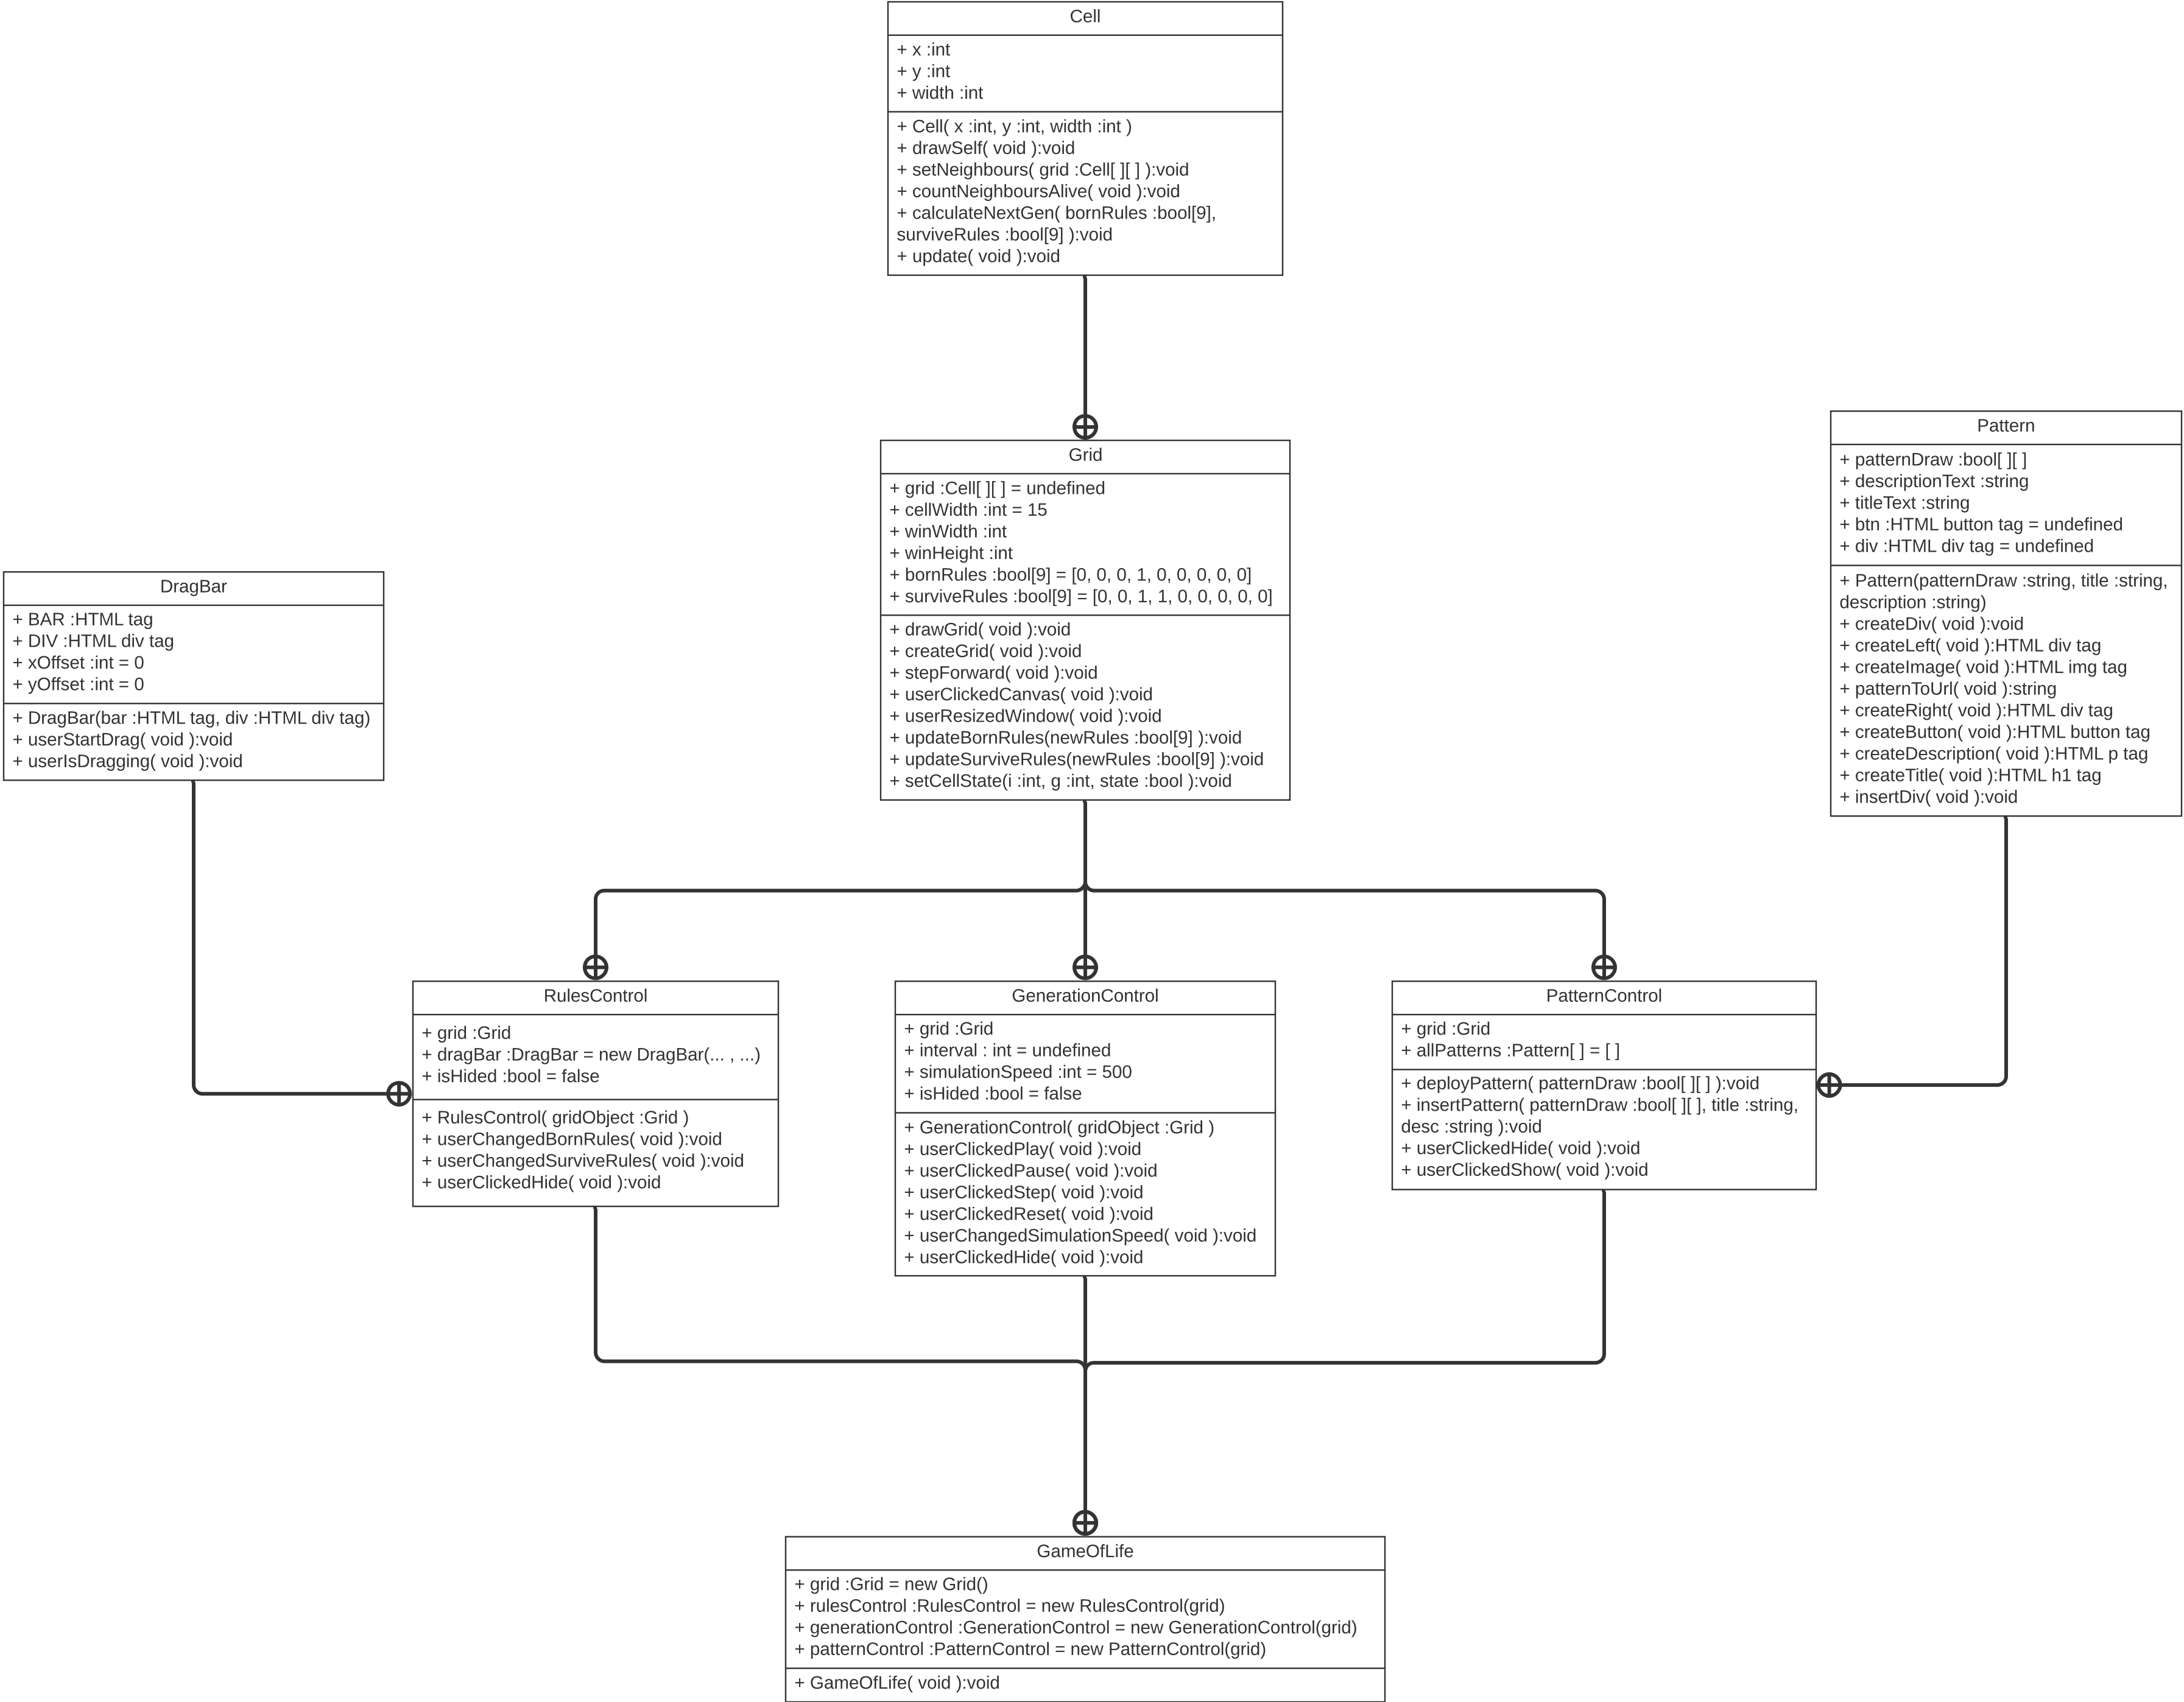 Cell
+ x :int
+ y :int
+ width :int
+ Cell( x :int, y :int, width :int )
+ drawSelf( void ):void
+ setNeighbours( grid :Cell[ ][ ] ):void
+ countNeighboursAlive( void ):void
+ calculateNextGen( bornRules :bool[9],
surviveRules :bool[9] ):void
+ update( void ):void
Grid
+ grid :Cell[ ][ ] = undefined
+ cellWidth :int = 15
+ winWidth :int
+ winHeight :int
+ bornRules :bool[9] = [0, 0, 0, 1, 0, 0, 0, 0, 0]
+ surviveRules :bool[9] = [0, 0, 1, 1, 0, 0, 0, 0, 0]
+ drawGrid( void ):void
+ createGrid( void ):void
+ stepForward( void ):void
+ userClickedCanvas( void ):void
+ userResizedWindow( void ):void
+ updateBornRules(newRules :bool[9] ):void
+ updateSurviveRules(newRules :bool[9] ):void
+ setCellState(i :int, g :int, state :bool ):void
Pattern
+ patternDraw :bool[ ][ ]
+ descriptionText :string
+ titleText :string
+ btn :HTML button tag = undefined
+ div :HTML div tag = undefined
+ Pattern(patternDraw :string, title :string,
description :string)
+ createDiv( void ):void
+ createLeft( void ):HTML div tag
+ createImage( void ):HTML img tag
+ patternToUrl( void ):string
+ createRight( void ):HTML div tag
+ createButton( void ):HTML button tag
+ createDescription( void ):HTML p tag
+ createTitle( void ):HTML h1 tag
+ insertDiv( void ):void
DragBar
+ BAR :HTML tag
+ DIV :HTML div tag
+ xOffset :int = 0
+ yOffset :int = 0
+ DragBar(bar :HTML tag, div :HTML div tag)
+ userStartDrag( void ):void
+ userIsDragging( void ):void
RulesControl
+ grid :Grid
+ dragBar :DragBar = new DragBar(... , ...)
+ isHided :bool = false
+ RulesControl( gridObject :Grid )
+ userChangedBornRules( void ):void
+ userChangedSurviveRules( void ):void
+ userClickedHide( void ):void
GenerationControl
+ grid :Grid
+ interval : int = undefined
+ simulationSpeed :int = 500
+ isHided :bool = false
+ GenerationControl( gridObject :Grid )
+ userClickedPlay( void ):void
+ userClickedPause( void ):void
+ userClickedStep( void ):void
+ userClickedReset( void ):void
+ userChangedSimulationSpeed( void ):void
+ userClickedHide( void ):void
PatternControl
+ grid :Grid
+ allPatterns :Pattern[ ] = [ ]
+ deployPattern( patternDraw :bool[ ][ ] ):void
+ insertPattern( patternDraw :bool[ ][ ], title :string,
desc :string ):void
+ userClickedHide( void ):void
+ userClickedShow( void ):void
GameOfLife
+ grid :Grid = new Grid()
+ rulesControl :RulesControl = new RulesControl(grid)
+ generationControl :GenerationControl = new GenerationControl(grid)
+ patternControl :PatternControl = new PatternControl(grid)
+ GameOfLife( void ):void